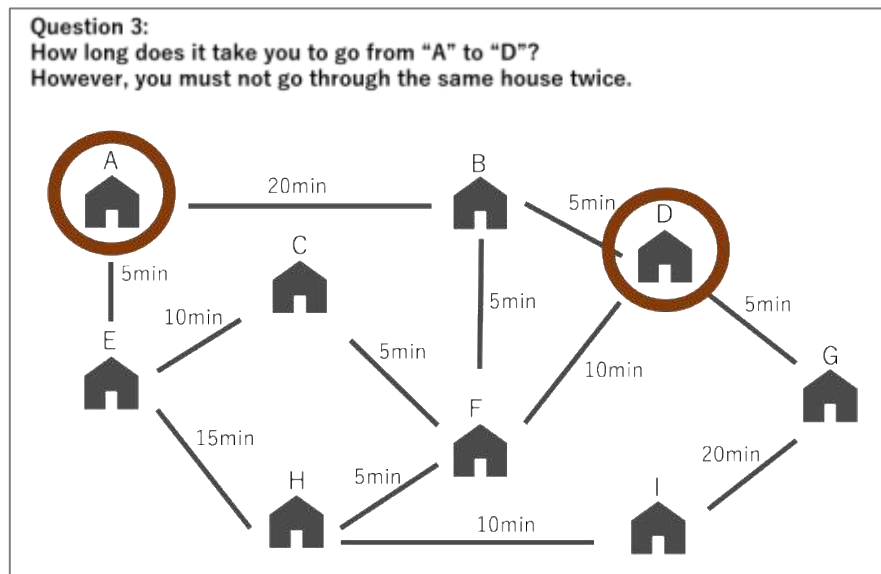 Question 3:
How long does it take you to go from “A” to “D”?
However, you must not go through the same house twice.
A
20min
B
5min
D
C
5min
10min
5min
5min
E
5min
10min
G
15min
F
5min
20min
H
10min
I